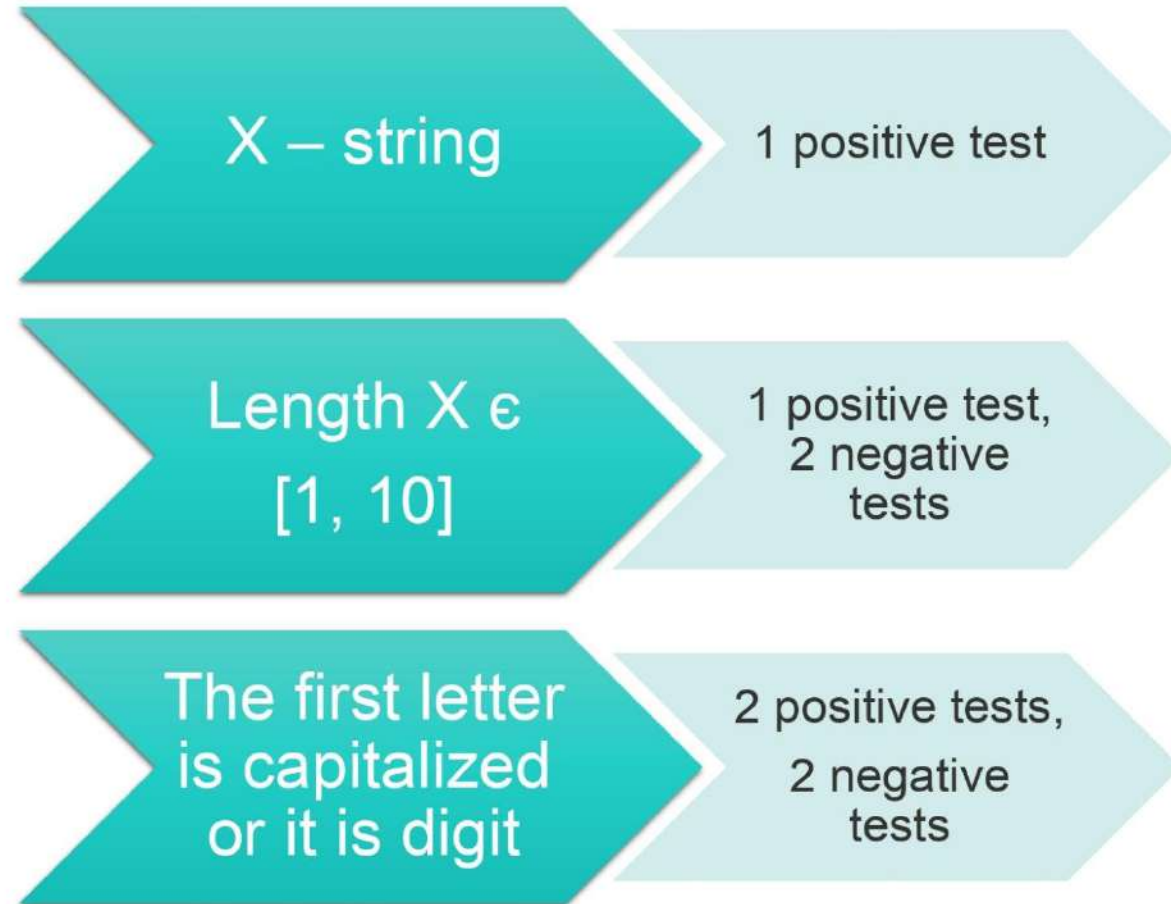 X – string
1 positive test
Length X є
[1, 10]
1 positive test,
2 negative
tests
The first letter
is capitalized
or it is digit
2 positive tests,
2 negative
tests